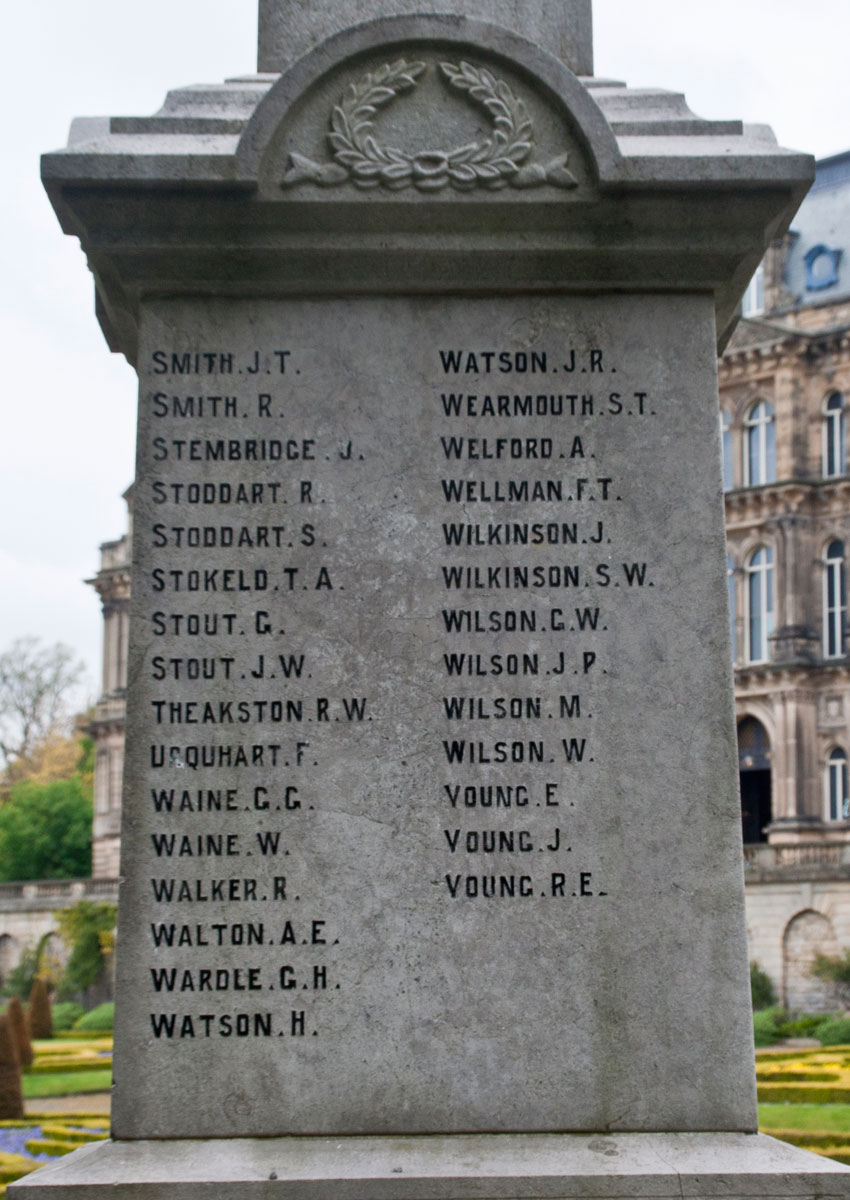 SMITH.J.T.
SMITH.R.
STEMBRIDGE.J.
STODDART.R.
STODDART.S.
STOKELD.T.A.
STOUT.G.
STOUT.J.W.
THEAKSTON.R.W.
URQUHART.F.
WAINE.G.G.
WAINE.W.
WALKER.R.
WALTON.A.E.
WARDLE.G.H.
WATSON.H.
WATSON.J.R.
WEARMOUTH.S.T.
WELFORD.A.
WELLMAN.F.T.
WILKINSON.J.
WILKINSON.S.W.
WILSON.G.W.
WILSON.J.P.
WILSON.M.
WILSON.W.
YOUNG.E.
YOUNG.J.
YOUNG.R.E.